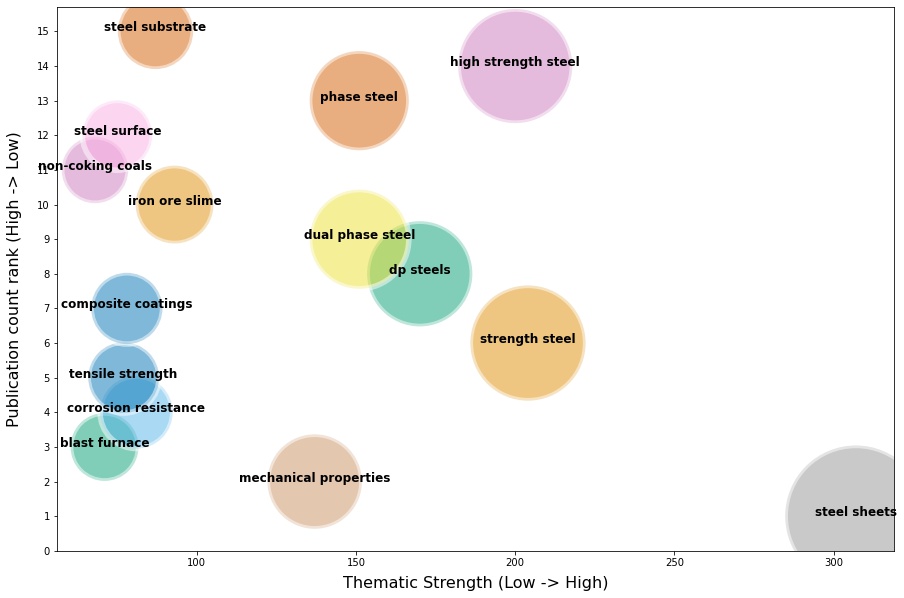 Publication count rank (High -> Low)
15
14
13
12
11
10
9
8
7
6
5
4
3
2
1
0
steel substrate
high strength steel
phase steel
steel surface
non-coking coals
iron ore slime
dual phase steel
dp steels
composite coatings
strength steel
tensile strength
corrosion resistance
blast furnace
mechanical properties
steel sheets
100
150
200
250
300
Thematic Strength (Low -> High)